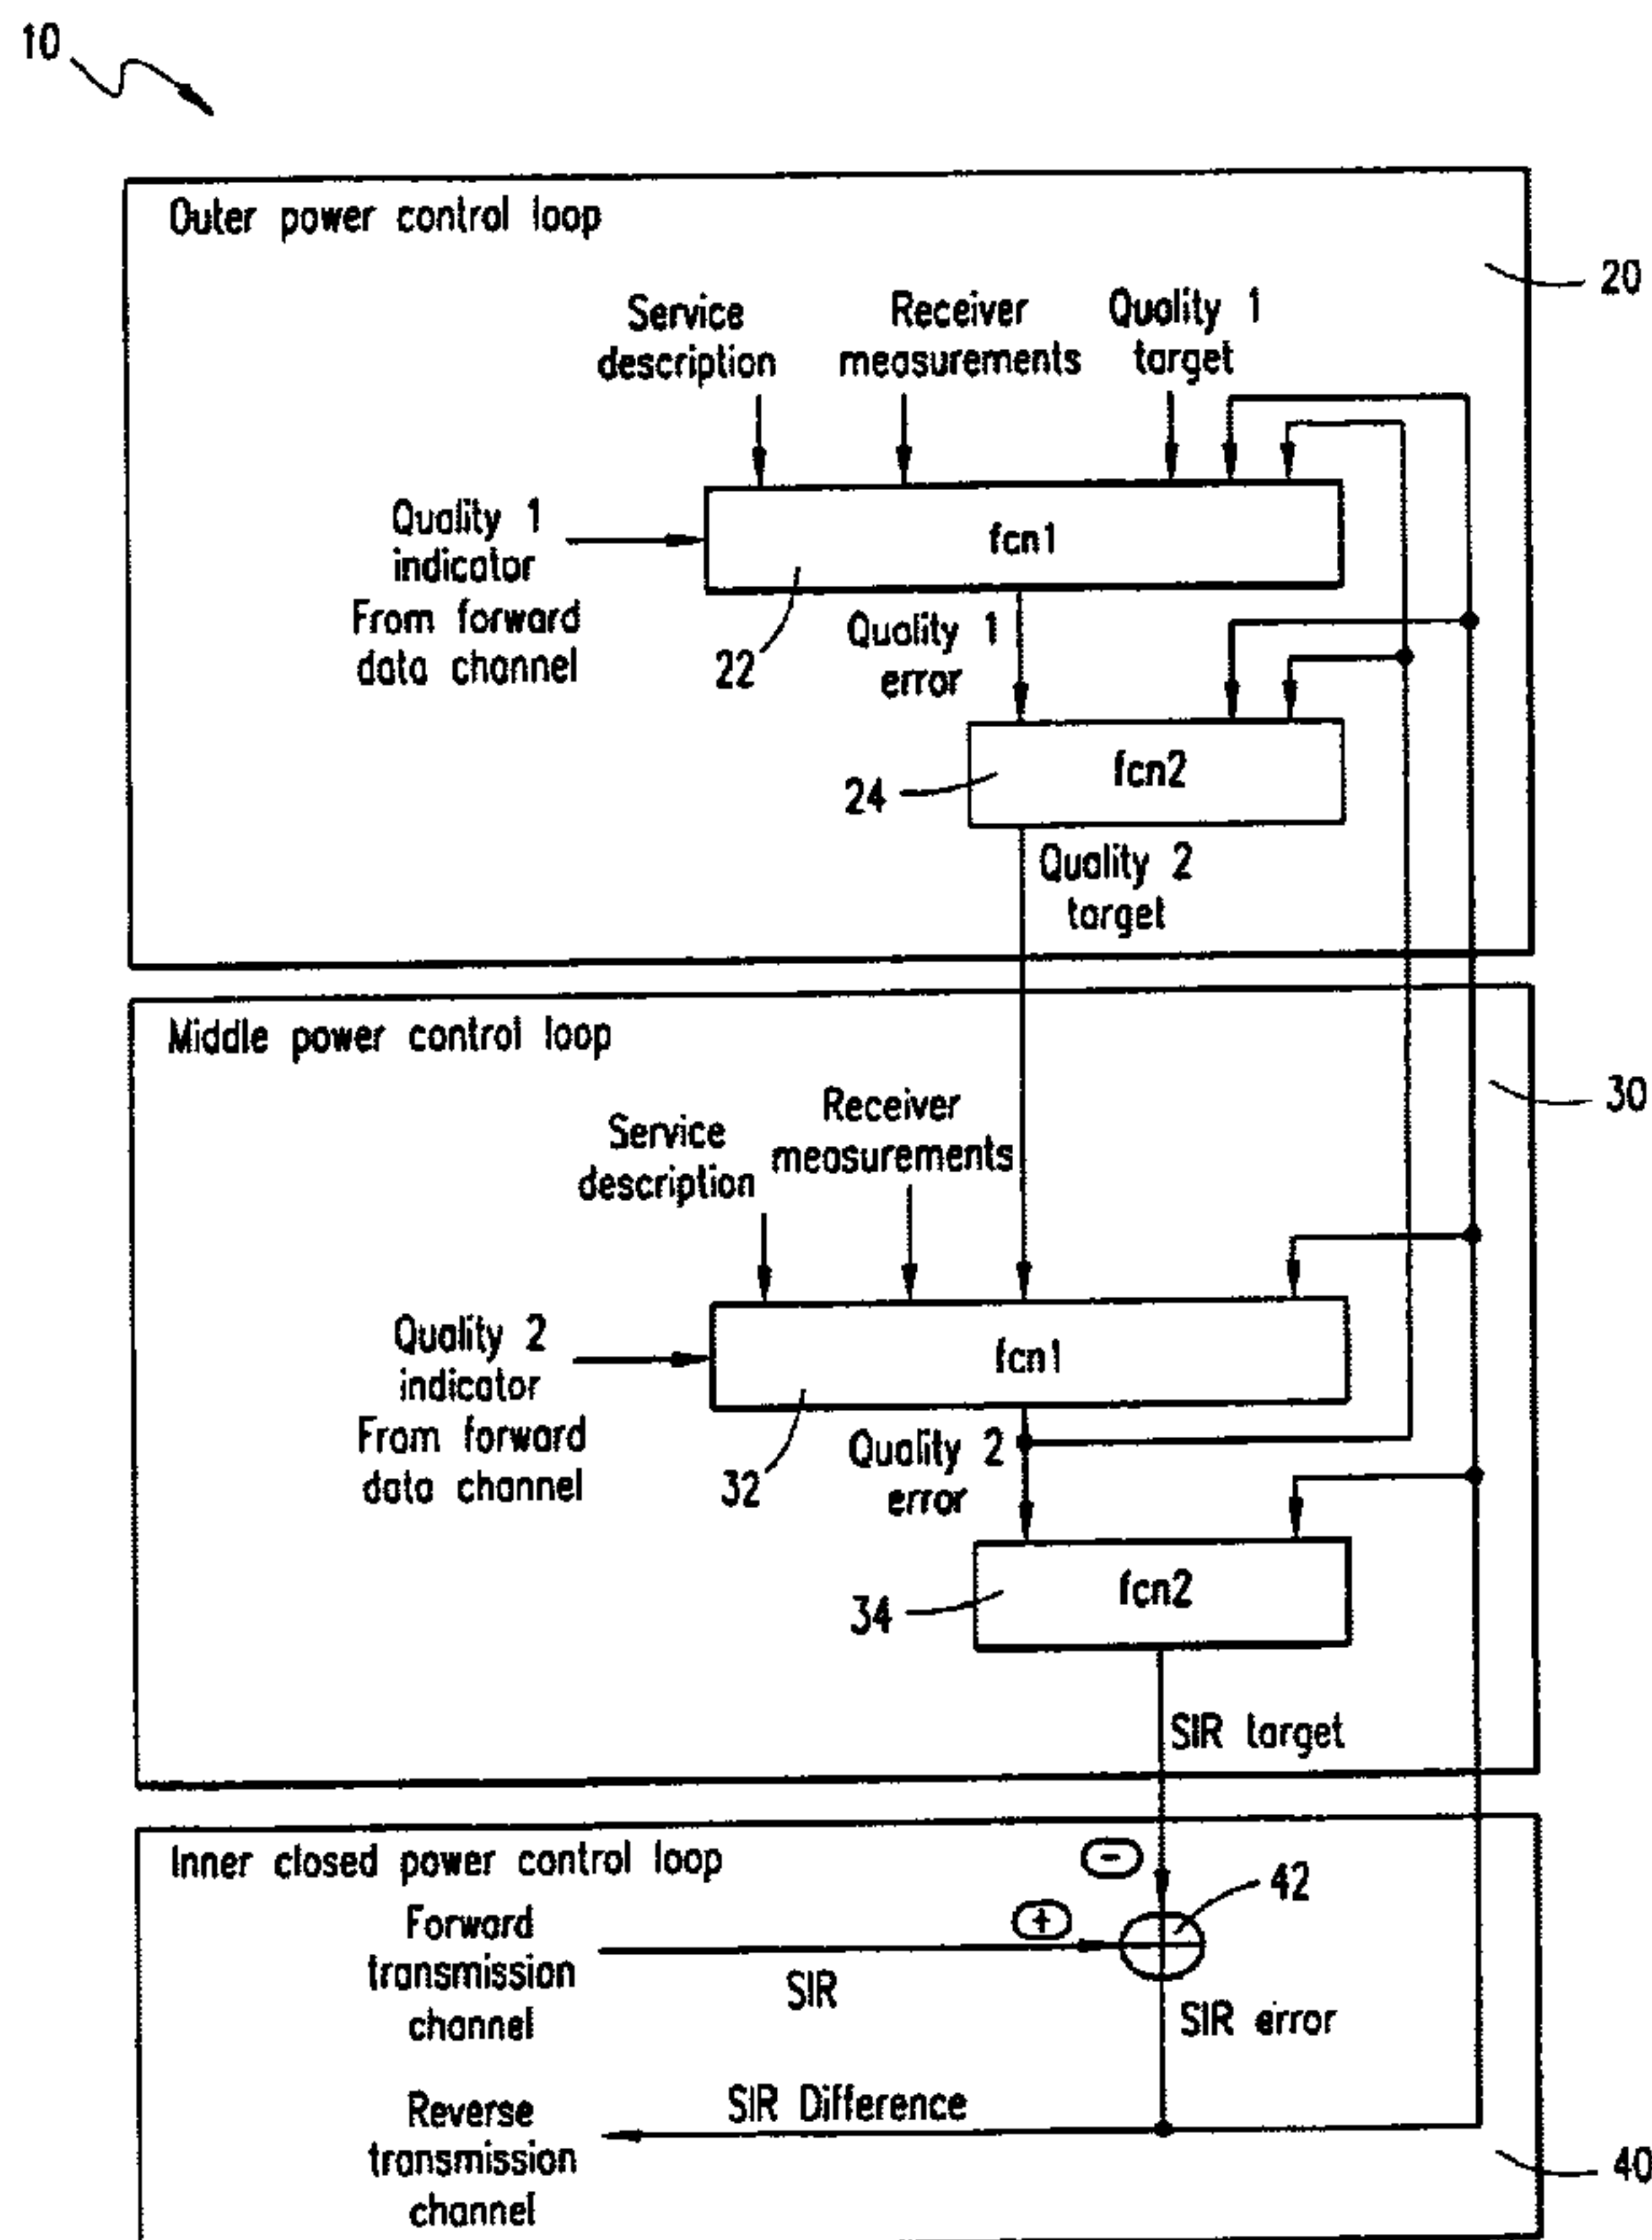 10
Outer power control loop
20
Service
description
Receiver
measurements
Quality 1
target
Quality 1
indicator
From forward
data channel
fcn1
22
Quality 1
error
24
fcn2
Quality 2
target
Middle power control loop
30
Service
description
Receiver
measurements
Quality 2
indicator
From forward
data channel
fcn1
32
Quality 2
error
34
fcn2
SIR target
Inner closed power control loop
-
42
+
Forward
transmission
channel
SIR
SIR error
SIR Difference
Reverse
transmission
channel
40